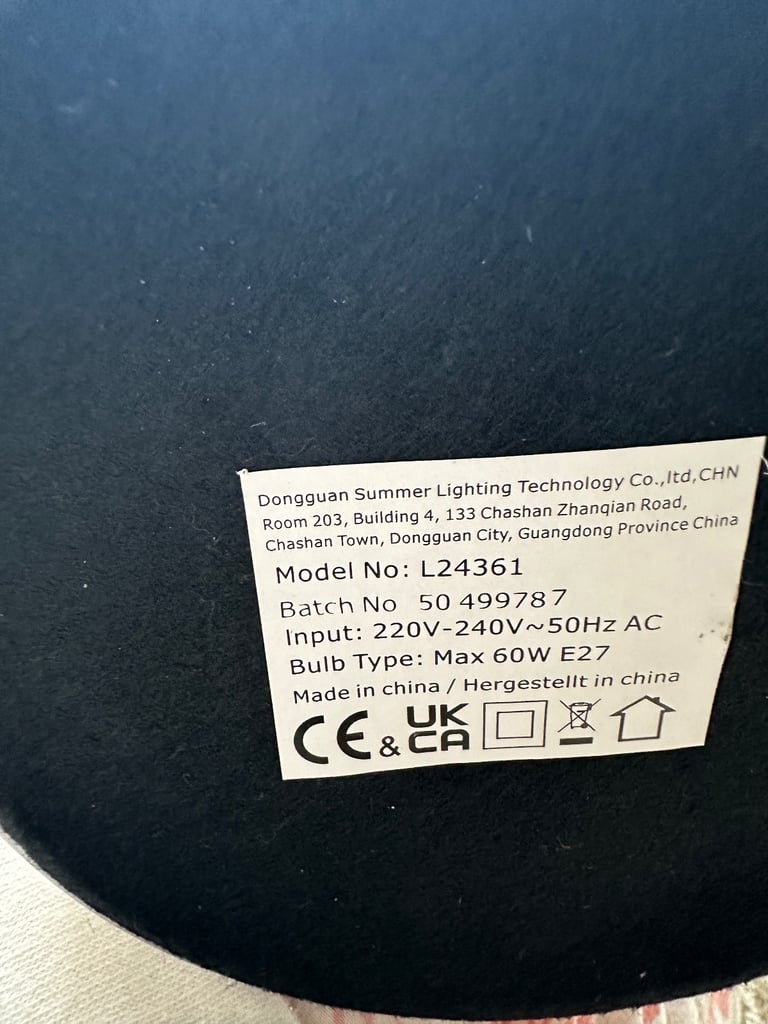 Dongguan Summer Lighting Technology Co.,ltd,CHN
Room 203, Building 4, 133 Chashan Zhanqian Road,
Chashan Town, Dongguan City, Guangdong Province China
Model No: L24361
Batch No 50 499787
Input: 220V-240V~50Hz AC
Bulb Type: Max 60W E27
Made in china / Hergestellt in china
CE & UK
CA